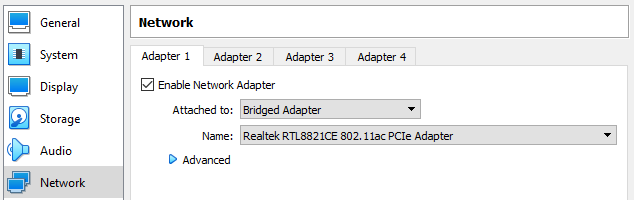 General
System
Display
Storage
Audio
Network
Network
Adapter 1 Adapter 2 Adapter 3 Adapter 4
Enable Network Adapter
Attached to: Bridged Adapter
Name: Realtek RTL8821CE 802.11ac PCIe Adapter
Advanced